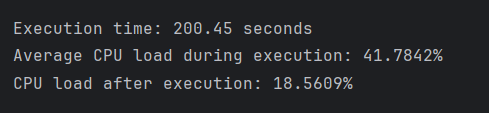 Execution time: 200.45 seconds
Average CPU load during execution: 41.7842%
CPU load after execution: 18.5609%